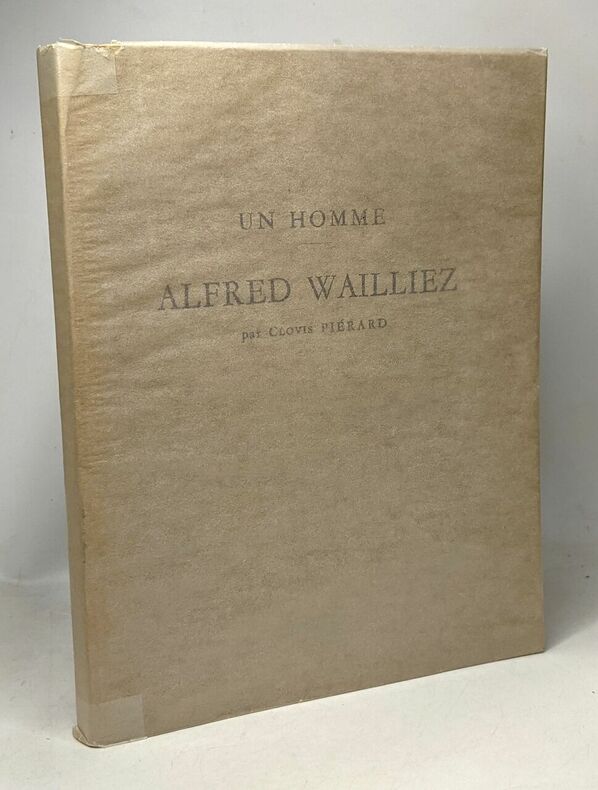 UN HOMME
ALFRED WAILLIEZ
par CLOVIS PIÉRARD